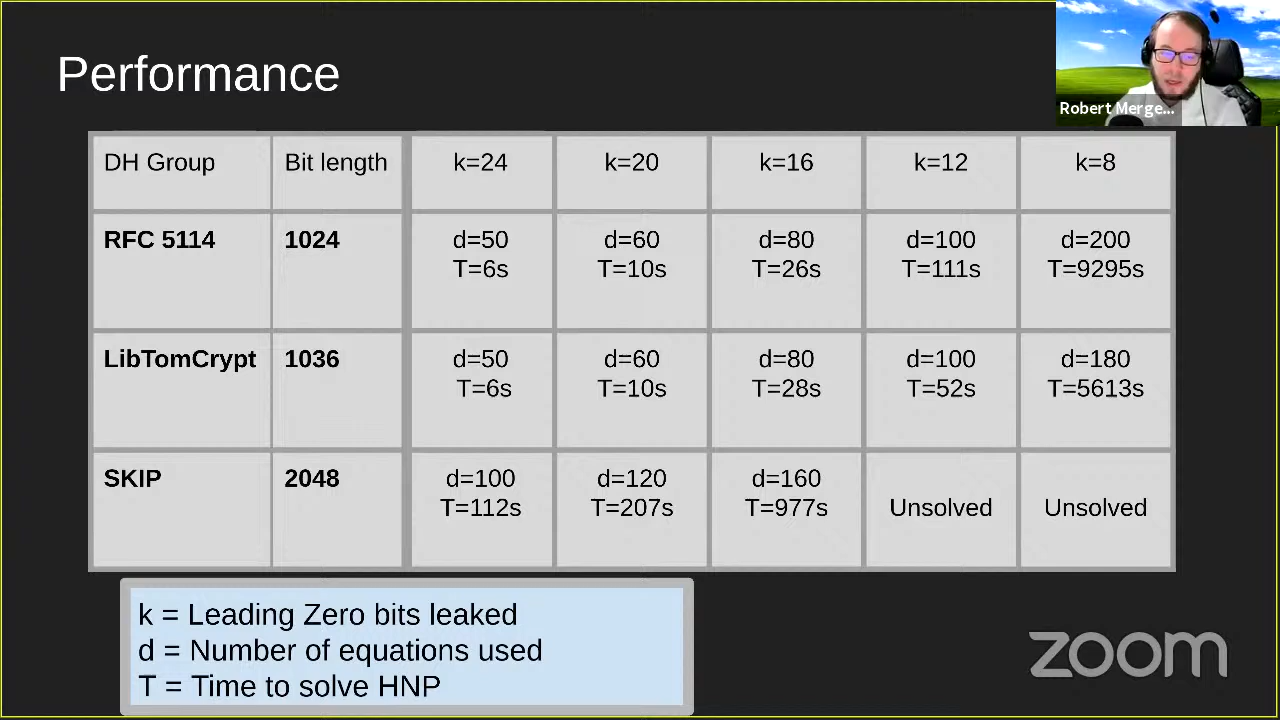 Performance
Robert Merge...
DH Group Bit length k=24 k=20 k=16 k=12 k=8
RFC 5114 1024 d=50 d=60 d=80 d=100 d=200
T=6s T=10s T=26s T=111s T=9295s
LibTomCrypt 1036 d=50 d=60 d=80 d=100 d=180
T=6s T=10s T=28s T=52s T=5613s
SKIP 2048 d=100 d=120 d=160
T=112s T=207s T=977s Unsolved Unsolved
k = Leading Zero bits leaked
d = Number of equations used
T = Time to solve HNP
zoom